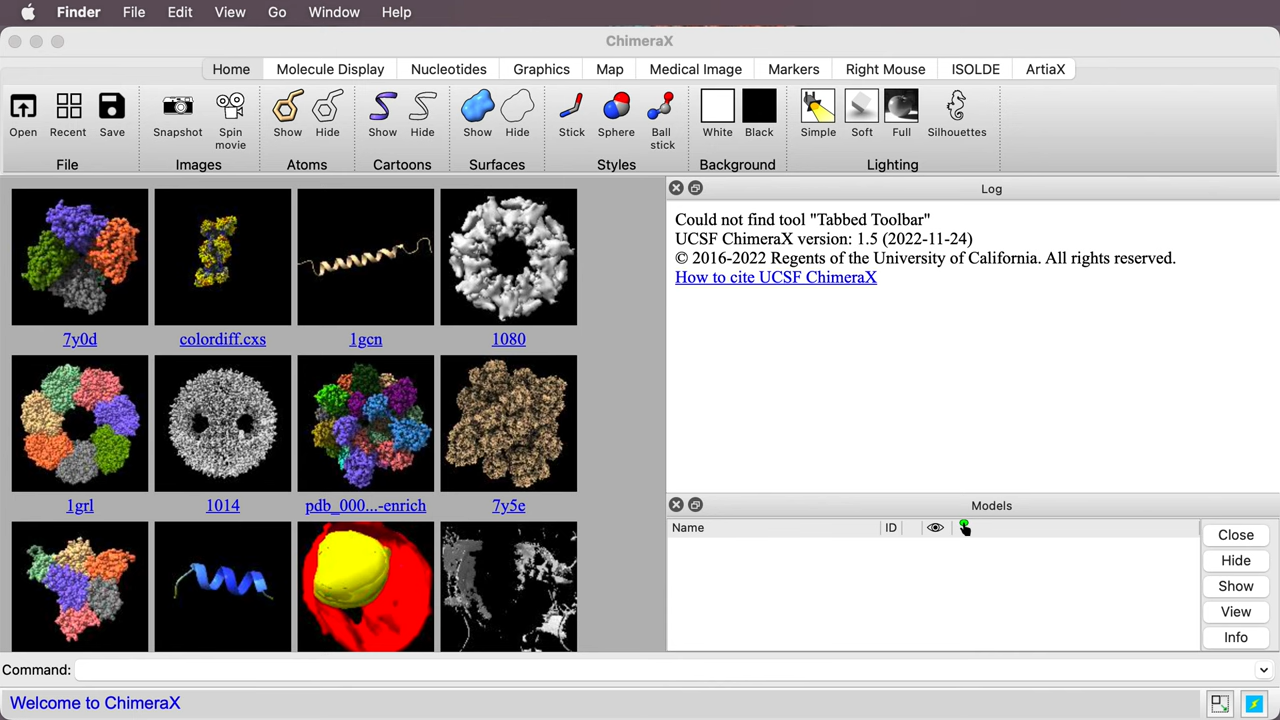 Finder File Edit View Go Window Help
ChimeraX
Home Molecule Display Nucleotides Graphics Map Medical Image Markers Right Mouse ISOLDE ArtiaX
Open Recent Save Snapshot Spin movie Show Hide Show Hide Show Hide Stick Sphere Ball stick White Black Simple Soft Full Silhouettes
File Images Atoms Cartoons Surfaces Styles Background Lighting
7y0d colordiff.cxs 1gcn 1080
1grl 1014 pdb_000...-enrich 7y5e
Log
Could not find tool "Tabbed Toolbar"
UCSF ChimeraX version: 1.5 (2022-11-24)
© 2016-2022 Regents of the University of California. All rights reserved.
How to cite UCSF ChimeraX
Models
Name ID
Close
Hide
Show
View
Info
Command:
Welcome to ChimeraX